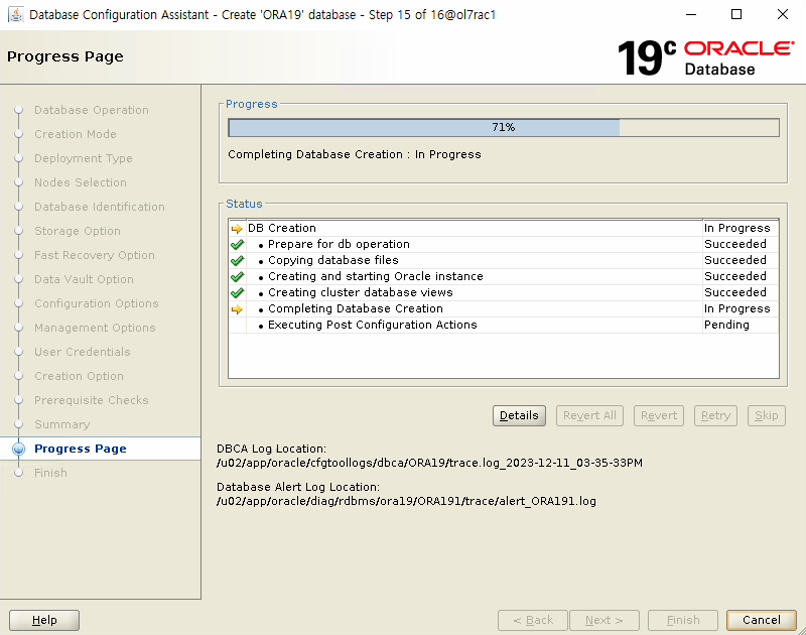 Database Configuration Assistant - Create 'ORA19' database - Step 15 of 16@ol7rac1
Progress Page
19c ORACLE Database
Database Operation
Creation Mode
Deployment Type
Nodes Selection
Database Identification
Storage Option
Fast Recovery Option
Data Vault Option
Configuration Options
Management Options
User Credentials
Creation Option
Prerequisite Checks
Summary
Progress Page
Finish
Progress
71%
Completing Database Creation : In Progress
Status
DB Creation In Progress
• Prepare for db operation Succeeded
• Copying database files Succeeded
• Creating and starting Oracle instance Succeeded
• Creating cluster database views Succeeded
• Completing Database Creation In Progress
• Executing Post Configuration Actions Pending
Details Revert All Revert Retry Skip
DBCA Log Location:
/u02/app/oracle/cfgtoollogs/dbca/ORA19/trace.log_2023-12-11_03-35-33PM
Database Alert Log Location:
/u02/app/oracle/diag/rdbms/ora19/ORA191/trace/alert_ORA191.log
Help < Back Next > Finish Cancel